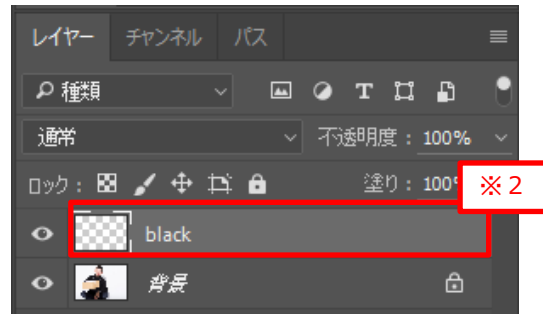 レイヤー チャンネル パス
種類
通常 不透明度: 100%
ロック: 塗り: 100%
※2
black
背景